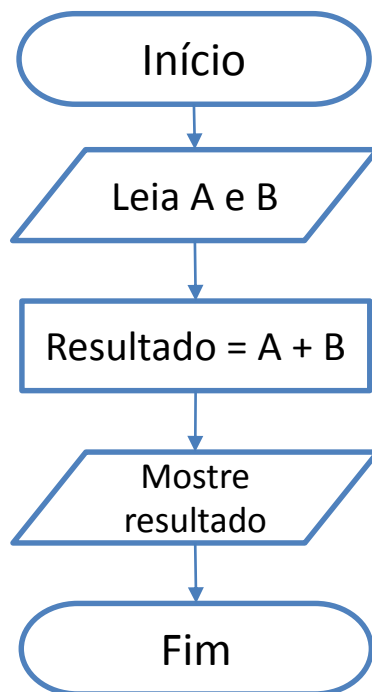 Início
Leia A e B
Resultado = A + B
Mostre
resultado
Fim